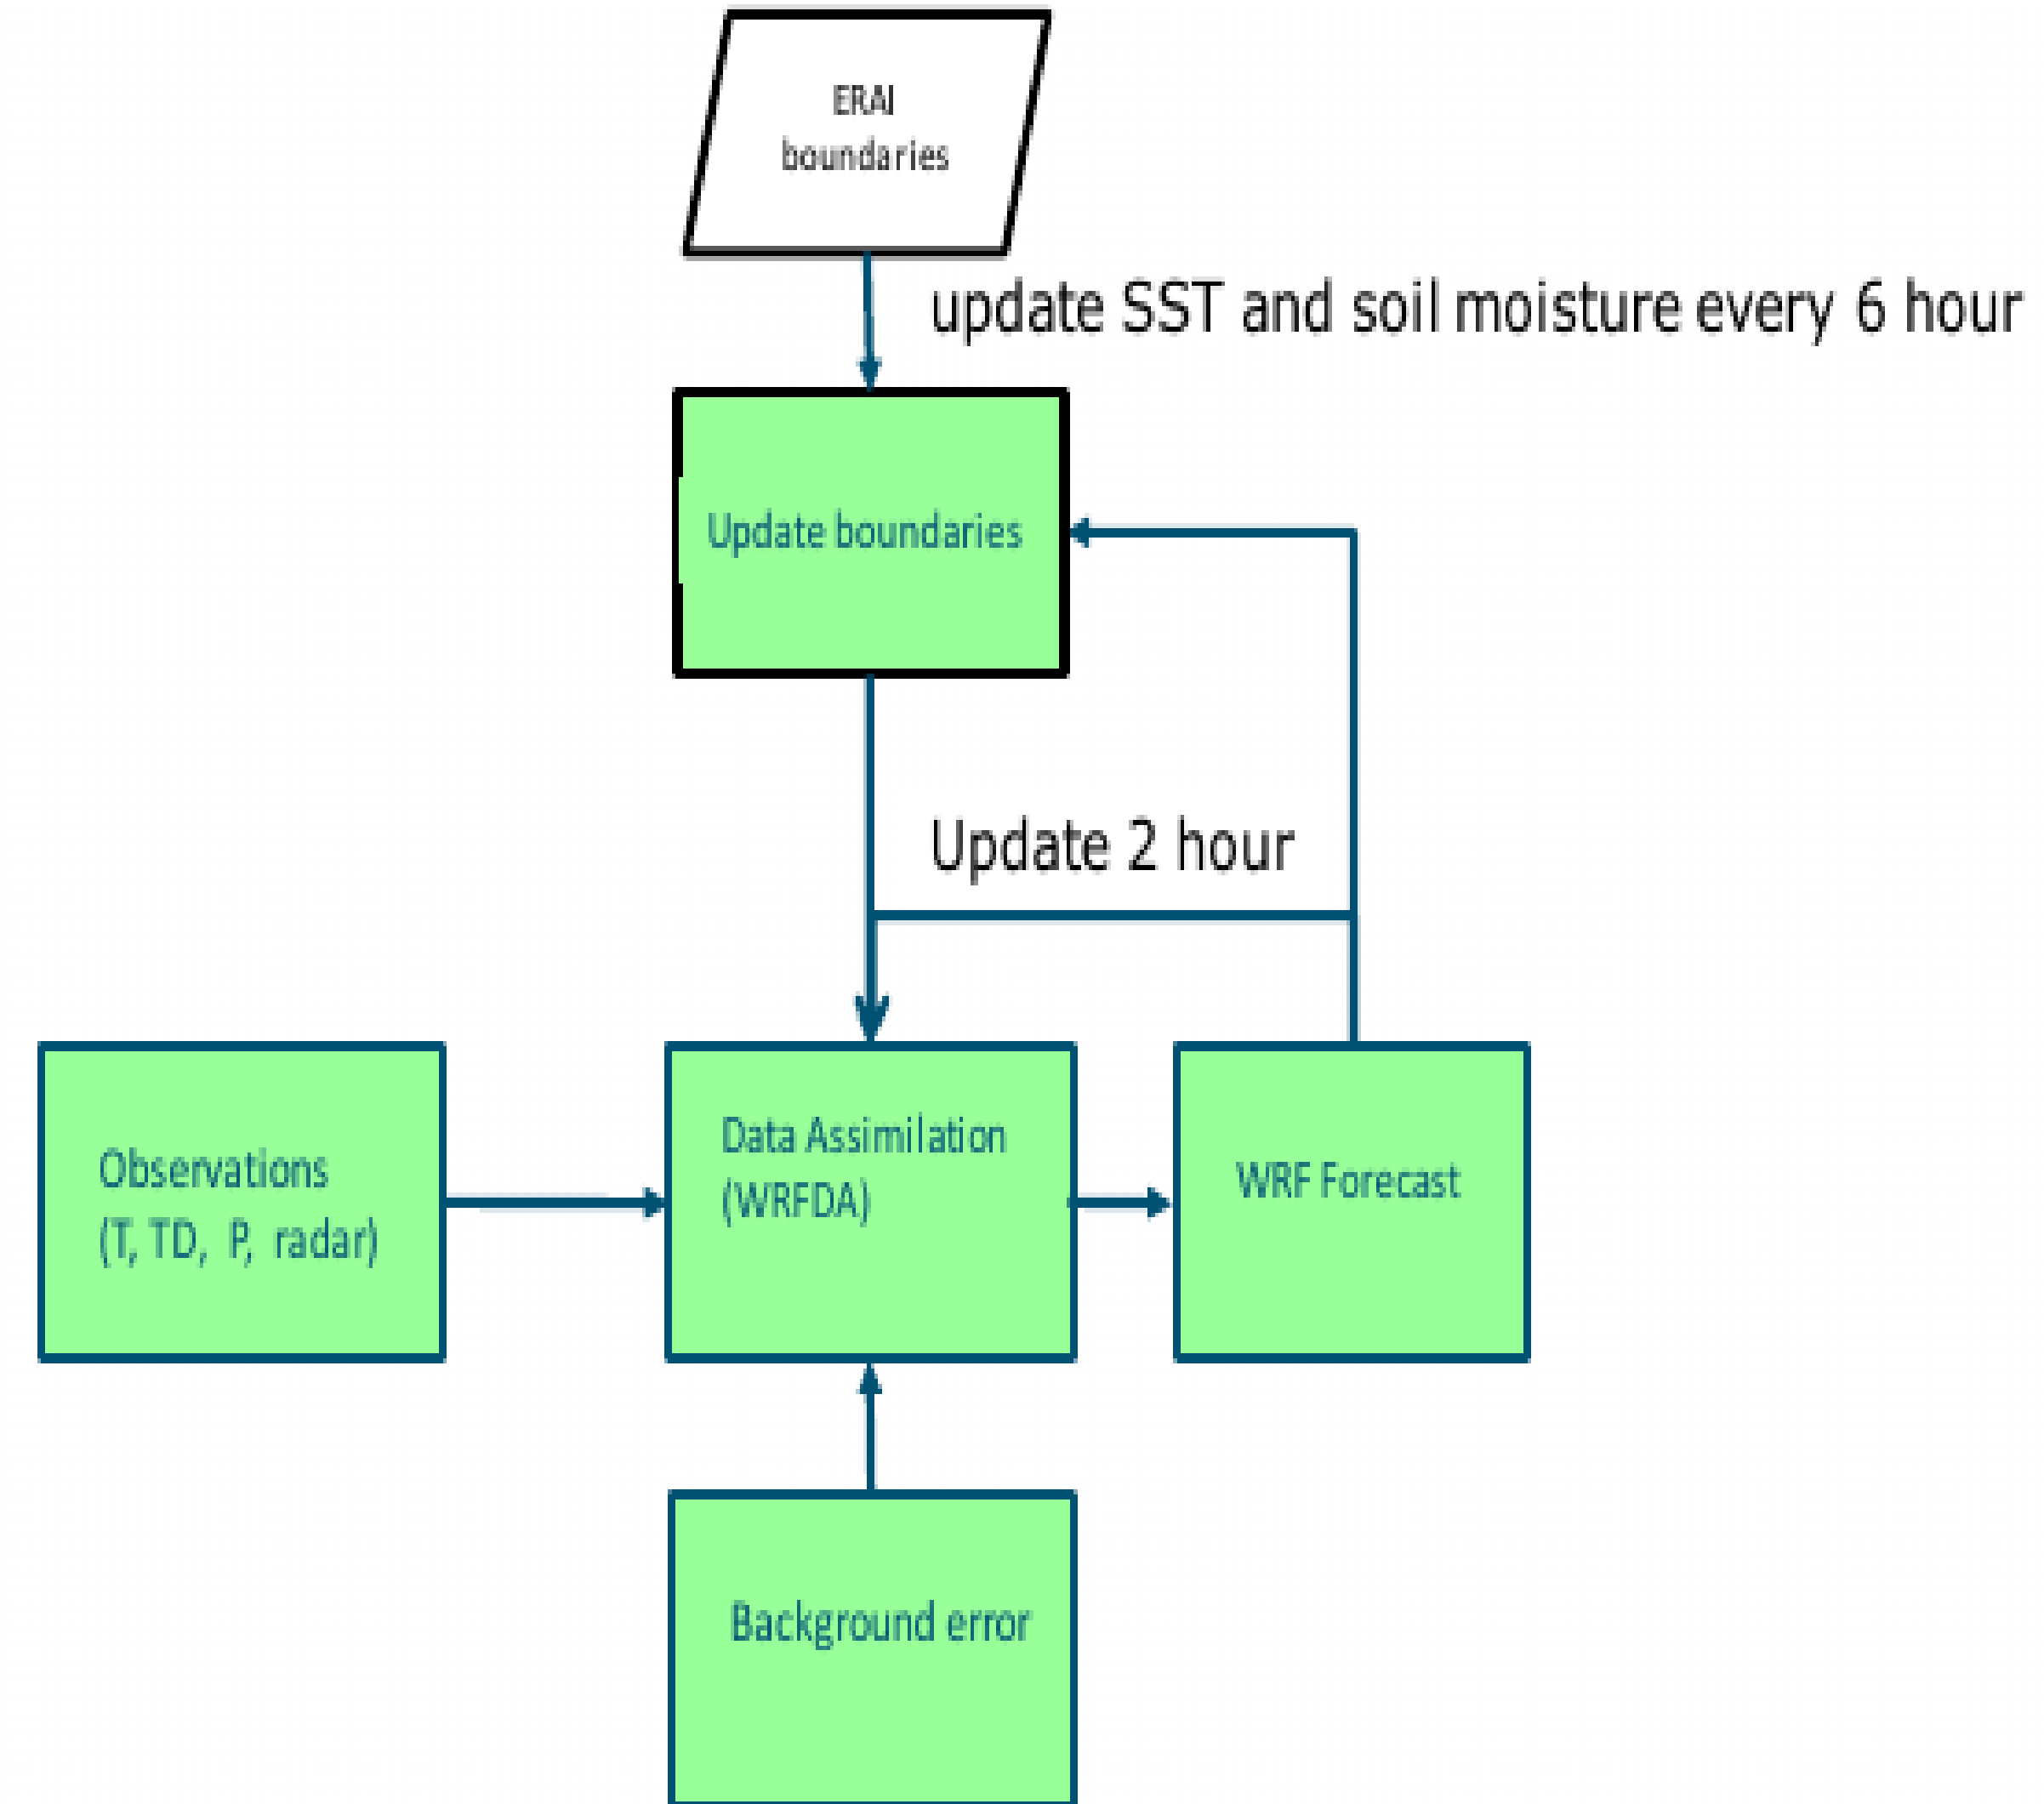 ERAI
boundaries
update SST and soil moisture every 6 hour
Update boundaries
Update 2 hour
Observations
(T, TD, P, radar)
Data Assimilation
(WRFDA)
WRF Forecast
Background error